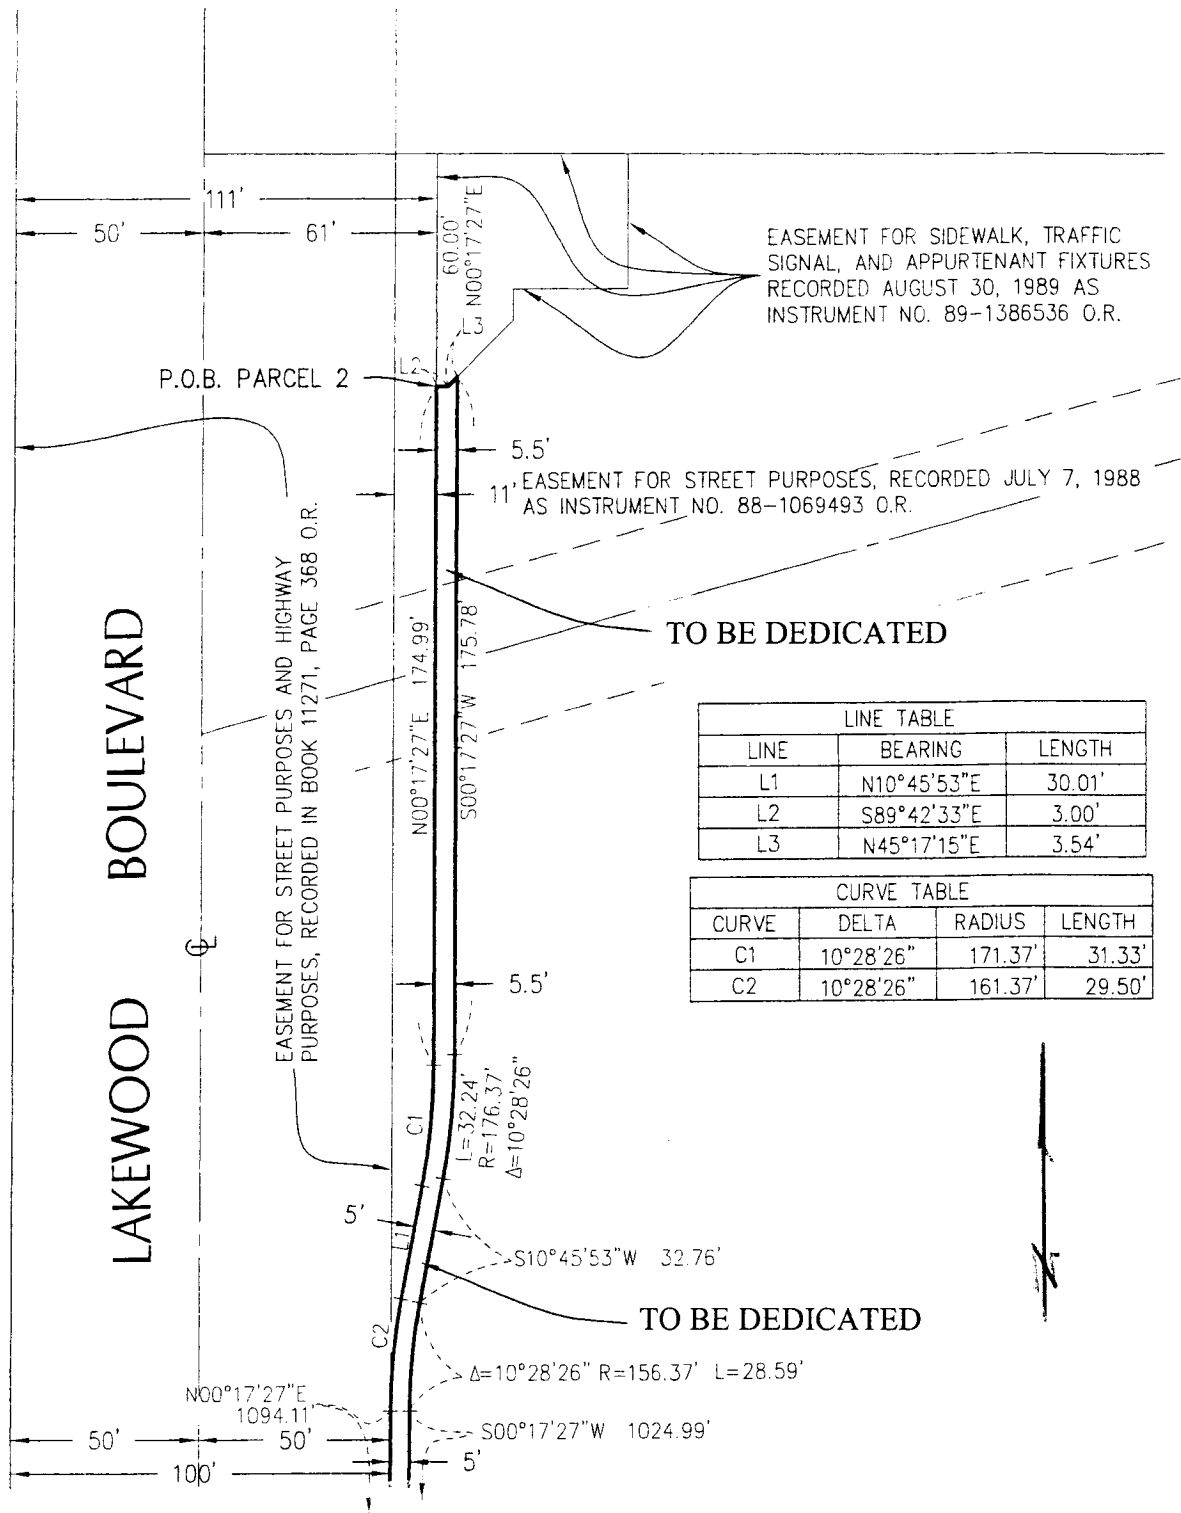 111'
50'
61'
60.00'
N00°17'27"E
EASEMENT FOR SIDEWALK, TRAFFIC
SIGNAL, AND APPURTENANT FIXTURES
RECORDED AUGUST 30, 1989 AS
INSTRUMENT NO. 89-1386536 O.R.
L3
L2
P.O.B. PARCEL 2
5.5'
11'
EASEMENT FOR STREET PURPOSES, RECORDED JULY 7, 1988
AS INSTRUMENT NO. 88-1069493 O.R.
EASEMENT FOR STREET PURPOSES AND HIGHWAY
PURPOSES, RECORDED IN BOOK 11271, PAGE 368 O.R.
TO BE DEDICATED
N00°17'27"E 174.99'
S00°17'27"W 175.78'
LAKEWOOD BOULEVARD
LINE TABLE
LINE BEARING LENGTH
L1 N10°45'53"E 30.01'
L2 S89°42'33"E 3.00'
L3 N45°17'15"E 3.54'
CURVE TABLE
CURVE DELTA RADIUS LENGTH
C1 10°28'26" 171.37' 31.33'
C2 10°28'26" 161.37' 29.50'
5.5'
C1
L=32.24'
R=176.37'
Δ=10°28'26"
5'
L1
S10°45'53"W 32.76'
TO BE DEDICATED
C2
Δ=10°28'26" R=156.37' L=28.59'
N00°17'27"E
1094.11'
S00°17'27"W 1024.99'
50'
50'
5'
100'
N